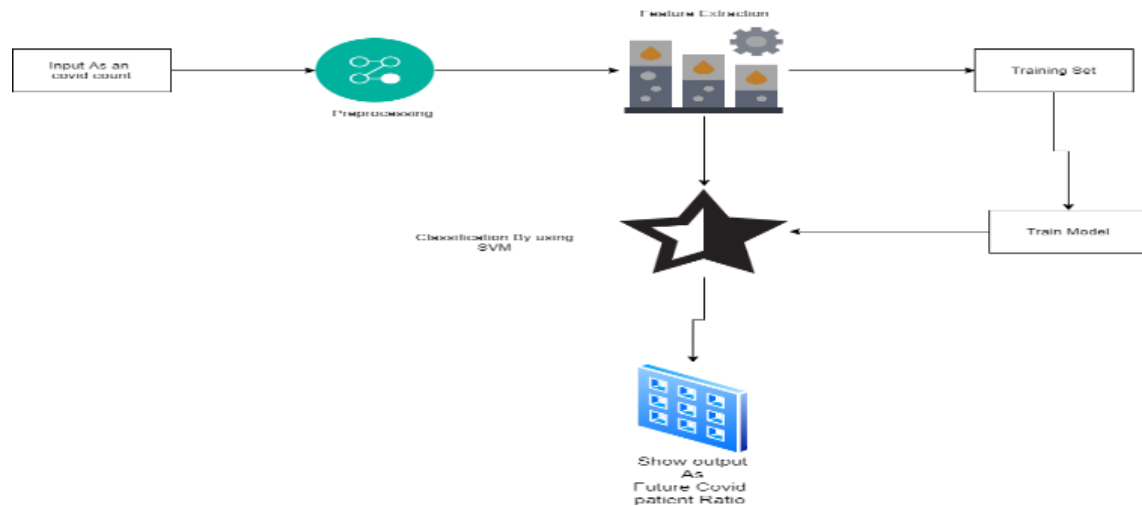 Feature Extraction
Input As an
covid count
Preprocessing
Training Set
Classification By using
SVM
Train Model
Show output
As
Future Covid
patient Ratio